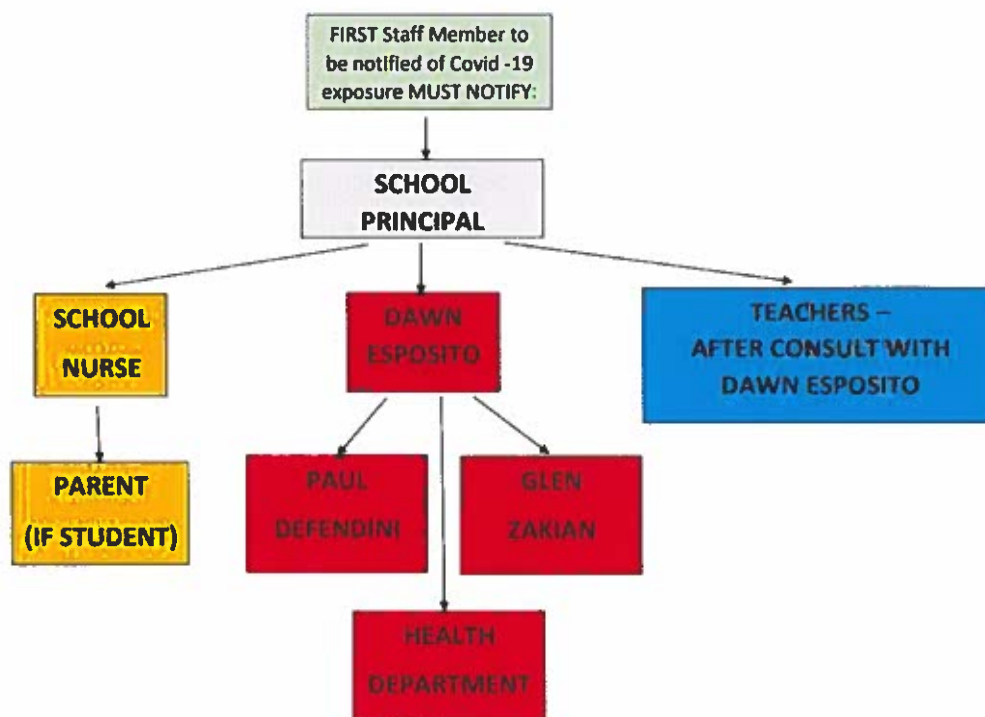 FIRST Staff Member to
be notified of Covid -19
exposure MUST NOTIFY:
SCHOOL
PRINCIPAL
SCHOOL
NURSE
DAWN
ESPOSITO
TEACHERS –
AFTER CONSULT WITH
DAWN ESPOSITO
PARENT
(IF STUDENT)
PAUL
DEFENDINI
GLEN
ZAKIAN
HEALTH
DEPARTMENT